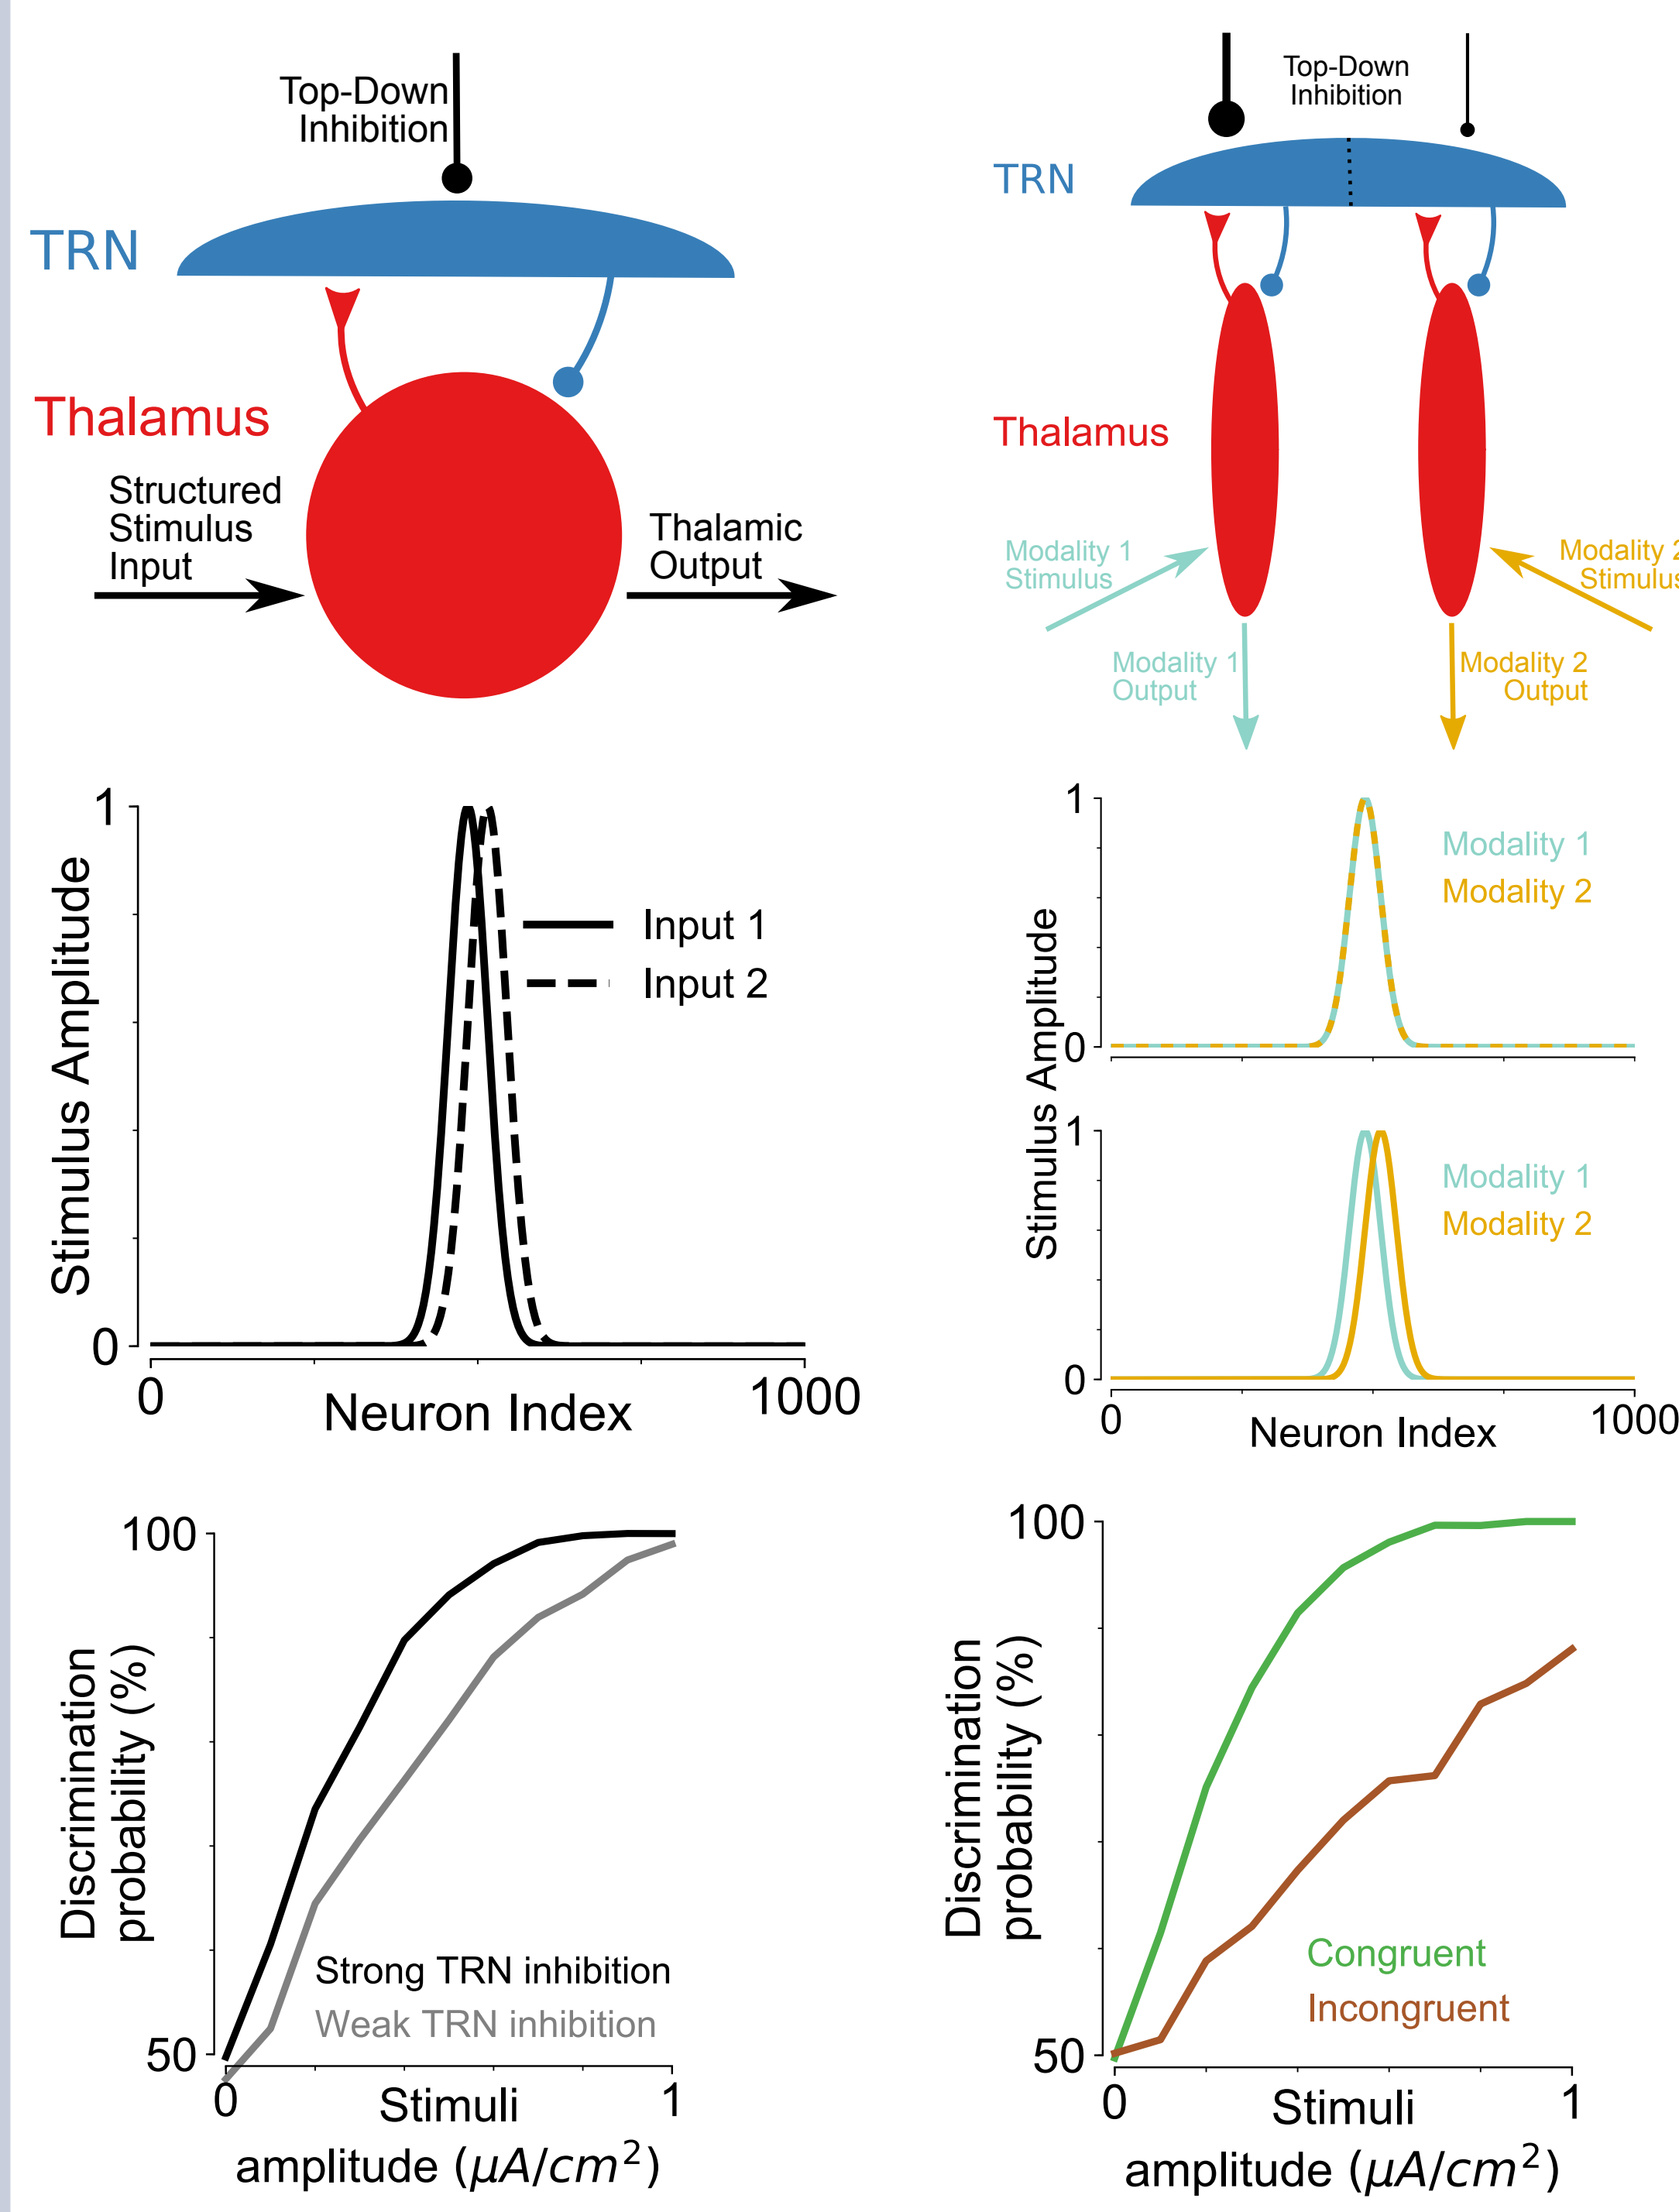 Top-Down
Inhibition
TRN
Thalamus
Structured
Stimulus
Input
Thalamic
Output
Top-Down
Inhibition
TRN
Thalamus
Modality 1
Stimulus
Modality
Modality 1
Output
Modality 2
Output
Stimulus Amplitude
1
0
Input 1
Input 2
0
Neuron Index
1000
Stimulus Amplitude
1
Modality 1
Modality 2
0
1
Modality 1
Modality 2
0
0
Neuron Index
1000
Discrimination
probability (%)
100
50
Strong TRN inhibition
Weak TRN inhibition
0
Stimuli
1
amplitude (μA/cm²)
Discrimination
probability (%)
100
50
Congruent
Incongruent
0
Stimuli
1
amplitude (μA/cm²)